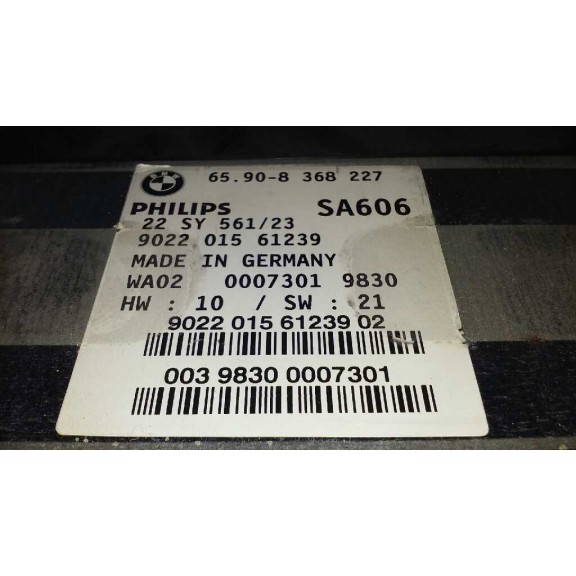 BMW
65.90-8 368 227
PHILIPS SA606
22 SY 561/23
9022 015 61239
MADE IN GERMANY
WA02 0007301 9830
HW : 10 / SW : 21
9022 015 61239 02
003 9830 0007301